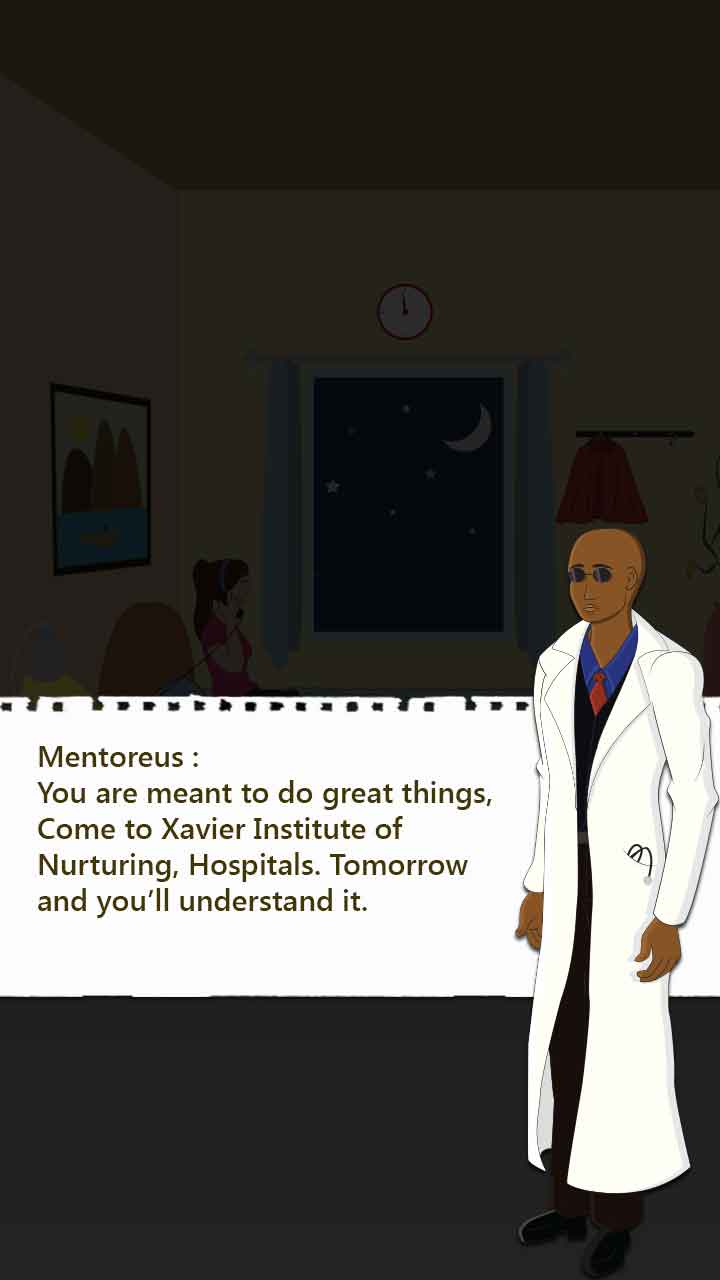 Mentoreus :
You are meant to do great things,
Come to Xavier Institute of
Nurturing, Hospitals. Tomorrow
and you’ll understand it.